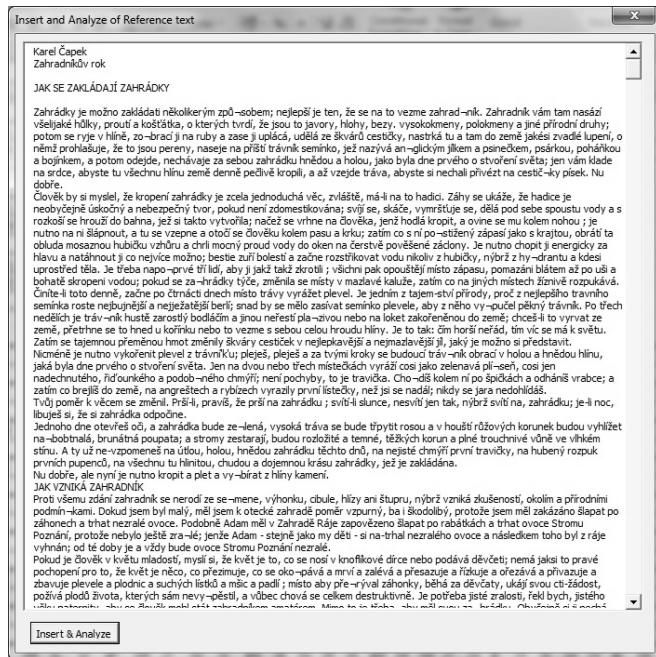 Insert and Analyze of Reference text
Karel Čapek
Zahradníkův rok
JAK SE ZAKLÁDAJÍ ZAHRÁDKY
Zahrádky je možno zakládati několikerým způ¬sobem; nejlepší je ten, že se na to vezme zahrad¬ník. Zahradník vám tam nasází
všelijaké hůlky, proutí a košťátka, o kterých tvrdí, že jsou to javory, hlohy, bezy. vysokokmeny, polokmeny a jiné přírodní druhy;
potom se ryje v hlíně, zo¬brací ji na ruby a zase ji uplácá, udělá ze škvárů cestičky, nastrká tu a tam do země jakési zvadlé lupení, o
němž prohlašuje, že to jsou pereny, naseje na příští trávník semínko, jež nazývá an¬glickým jílkem a psinečkem, psárkou, poháňkou
a bojínkem, a potom odejde, nechávaje za sebou zahrádku hnědou a holou, jako byla dne prvého o stvoření světa; jen vám klade
na srdce, abyste tu všechnu hlínu země denně pečlivě kropili, a až vzejde tráva, abyste si nechali přivézt na cestič¬ky písek. Nu
dobře.
Člověk by si myslel, že kropení zahrádky je zcela jednoduchá věc, zvláště, má-li na to hadici. Záhy se ukáže, že hadice je
neobyčejně úskočný a nebezpečný tvor, pokud není zdomestikována; svíjí se, skáče, vymršťuje se, dělá pod sebe spoustu vody a s
rozkoší se hrouží do bahna, jež si takto vytvořila; načež se vrhne na člověka, jenž hodlá kropit, a ovine se mu kolem nohou ; je
nutno na ni šlápnout, a tu se vzepne a otočí se člověku kolem pasu a krku; zatím co s ní po¬stižený zápasí jako s krajtou, obrátí ta
obluda mosaznou hubičku vzhůru a chrlí mocný proud vody do oken na čerstvě pověšené záclony. Je nutno chopit ji energicky za
hlavu a natáhnout ji co nejvíce možno; bestie zuří bolestí a začne rozstřikovat vodu nikoliv z hubičky, nýbrž z hy¬drantu a kdesi
uprostřed těla. Je třeba napo¬prvé tří lidí, aby ji jakž takž zkrotili ; všichni pak opouštějí místo zápasu, pomazáni blátem až po uši a
bohatě skropeni vodou; pokud se za¬hrádky týče, změnila se místy v mazlavé kaluže, zatím co na jiných místech žíznivě rozpukává.
Činíte-li toto denně, začne po čtrnácti dnech místo trávy vyrážet plevel. Je jedním z tajem-ství přírody, proč z nejlepšího travního
semínka roste nejbujnější a nejježatější berlí; snad by se mělo zasívat semínko plevele, aby z něho vy¬pučel pěkný trávník. Po třech
nedělích je tráv¬ník hustě zarostlý bodláčím a jinou neřestí pla¬zivou nebo na loket zakořeněnou do země; chceš-li to vyrvat ze
země, přetrhne se to hned u kořínku nebo to vezme s sebou celou hroudu hlíny. Je to tak: čím horší neřád, tím víc se má k světu.
Zatím se tajemnou přeměnou hmot změnily škváry cestiček v nejlepkavější a nejmazlavější jíl, jaký je možno si představit.
Nicméně je nutno vykořenit plevel z trávník'u; pleješ, pleješ a za tvými kroky se budoucí tráv¬ník obrací v holou a hnědou hlínu,
jaká byla dne prvého o stvoření světa. Jen na dvou nebo třech místečkách vyráží cosi jako zelenavá plí¬seň, cosi jen
nadechnutého, řiďounkého a podob¬ného chmýří; není pochyby, to je travička. Cho¬díš kolem ní po špičkách a odháníš vrabce; a
zatím co brejlíš do země, na angreštech a rybízech vyrazily první lístečky, než jsi se nadál; nikdy se jara nedohlídáš.
Tvůj poměr k věcem se změnil. Prší-li, pravíš, že prší na zahrádku ; svítí-li slunce, nesvítí jen tak, nýbrž svítí na, zahrádku; je-li noc,
libuješ si, že si zahrádka odpočine.
Jednoho dne otevřeš oči, a zahrádka bude ze¬lená, vysoká tráva se bude třpytit rosou a v houští růžových korunek budou vyhlížet
na¬bobtnalá, brunátná poupata; a stromy zestarají, budou rozložité a temné, těžkých korun a plné trouchnivé vůně ve vlhkém
stínu. A ty už ne-vzpomeneš na útlou, holou, hnědou zahrádku těchto dnů, na nejisté chmýří první travičky, na hubený rozpuk
prvních pupenců, na všechnu tu hlinitou, chudou a dojemnou krásu zahrádky, jež je zakládána.
Nu dobře, ale nyní je nutno kropit a plet a vy¬bírat z hlíny kamení.
JAK VZNIKÁ ZAHRADNÍK
Proti všemu zdání zahradník se nerodí ze se¬mene, výhonku, cibule, hlízy ani štupru, nýbrž vzniká zkušeností, okolím a přírodními
podmín¬kami. Dokud jsem byl malý, měl jsem k otecké zahradě poměr vzpurný, ba i škodolibý, protože jsem měl zakázáno šlapat po
záhonech a trhat nezralé ovoce. Podobně Adam měl v Zahradě Ráje zapovězeno šlapat po rabátkách a trhat ovoce Stromu
Poznání, protože nebylo ještě zra¬lé; jenže Adam - stejně jako my děti - si na-trhal nezralého ovoce a následkem toho byl z ráje
vyhnán; od té doby je a vždy bude ovoce Stromu Poznání nezralé.
Pokud je člověk v květu mladosti, myslí si, že květ je to, co se nosí v knoflíkové dírce nebo podává děvčeti; nemá jaksi to pravé
pochopení pro to, že květ je něco, co přezimuje, co se oko¬pává a mrví a zalévá a přesazuje a řízkuje a ořezává a přivazuje a
zbavuje plevele a plodnic a suchých lístků a mšic a padlí ; místo aby pře¬rýval záhonky, běhá za děvčaty, ukájí svou cti-žádost,
požívá plodů života, kterých sám nevy¬pěstil, a vůbec chová se celkem destruktivně. Je potřeba jisté zralosti, řekl bych, jistého
Insert & Analyze